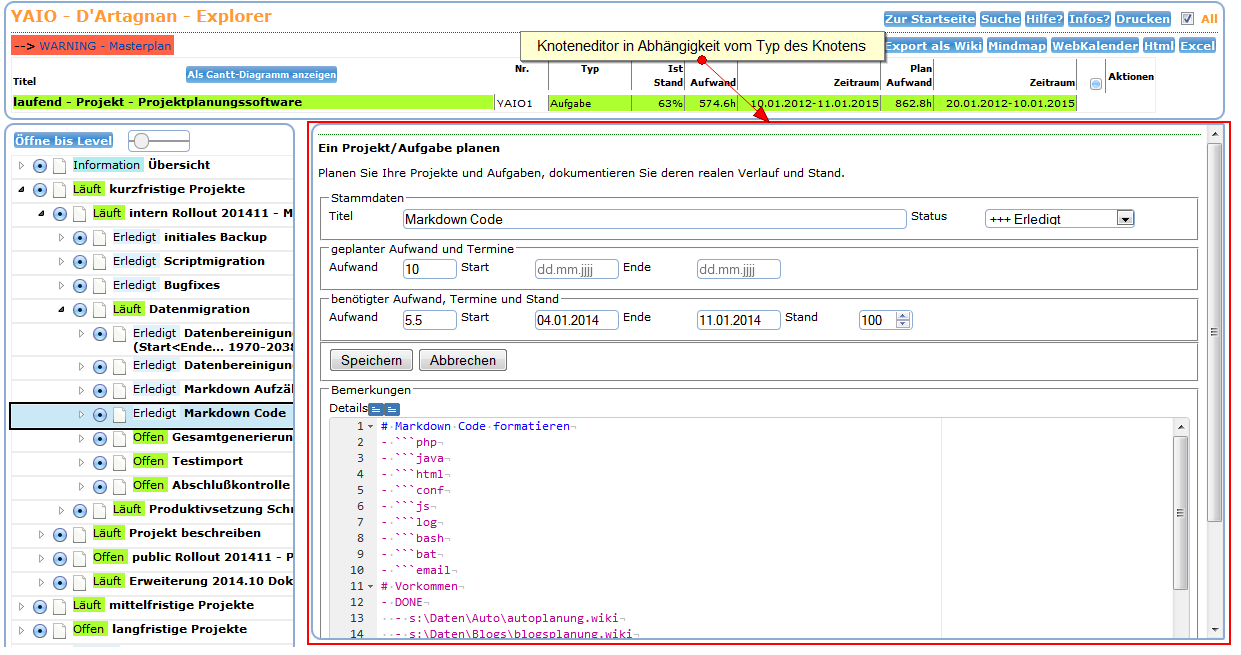 YAIO - D'Artagnan - Explorer
Zur Startseite Suche Hilfe? Infos? Drucken All
--> WARNING - Masterplan
Knoteneditor in Abhängigkeit vom Typ des Knotens
Export als Wiki Mindmap WebKalender Html Excel
Titel Als Gantt-Diagramm anzeigen Nr. Typ Ist Stand Aufwand Zeitraum Plan Aufwand Zeitraum Aktionen
laufend - Projekt - Projektplanungssoftware YAIO1 Aufgabe 63% 574.6h 10.01.2012-11.01.2015 862.8h 20.01.2012-10.01.2015
Öffne bis Level
Information Übersicht
Läuft kurzfristige Projekte
Läuft intern Rollout 201411 - M
Erledigt initiales Backup
Erledigt Scriptmigration
Erledigt Bugfixes
Läuft Datenmigration
Erledigt Datenbereinigun
(Start<Ende... 1970-2038
Erledigt Datenbereinigun
Erledigt Markdown Aufzäl
Erledigt Markdown Code
Offen Gesamtgenerierun
Offen Testimport
Offen Abschlußkontrolle
Läuft Produktivsetzung Schr
Läuft Projekt beschreiben
Offen public Rollout 201411 - P
Läuft Erweiterung 2014.10 Dok
Läuft mittelfristige Projekte
Offen langfristige Projekte
Ein Projekt/Aufgabe planen
Planen Sie Ihre Projekte und Aufgaben, dokumentieren Sie deren realen Verlauf und Stand.
Stammdaten
Titel Markdown Code Status +++ Erledigt
geplanter Aufwand und Termine
Aufwand 10 Start dd.mm.jjjj Ende dd.mm.jjjj
benötigter Aufwand, Termine und Stand
Aufwand 5.5 Start 04.01.2014 Ende 11.01.2014 Stand 100
Speichern Abbrechen
Bemerkungen
Details
1 # Markdown Code formatieren
2 - ```php
3 - ```java
4 - ```html
5 - ```conf
6 - ```js
7 - ```log
8 - ```bash
9 - ```bat
10 - ```email
11 # Vorkommen
12 - DONE
13 - s:\Daten\Auto\autoplanung.wiki
14 - s:\Daten\Blogs\blogsplanung.wiki